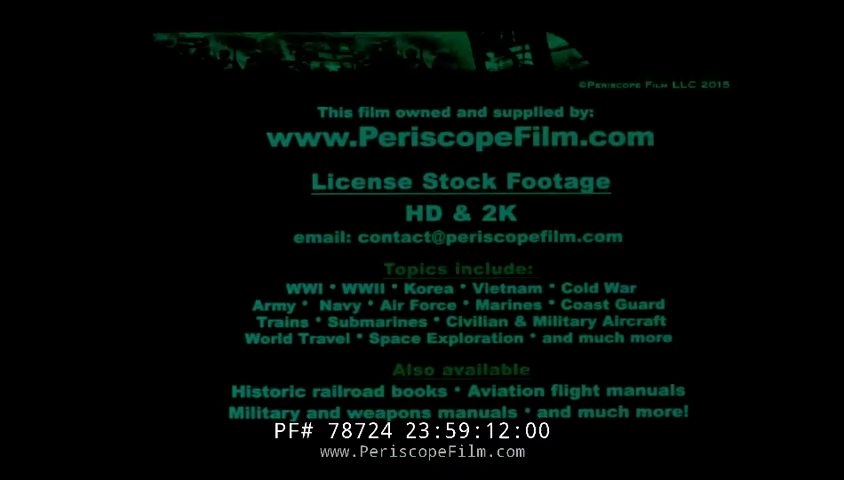 ©Periscope Film LLC 2015
This film owned and supplied by:
www.PeriscopeFilm.com
License Stock Footage
HD & 2K
email: contact@periscopefilm.com
Topics include:
WWI * WWII * Korea * Vietnam * Cold War
Army * Navy * Air Force * Marines * Coast Guard
Trains * Submarines * Civilian & Military Aircraft
World Travel * Space Exploration * and much more
Also available
Historic railroad books * Aviation flight manuals
Military and weapons manuals * and much more!
PF# 78724 23:59:12:00
www.PeriscopeFilm.com